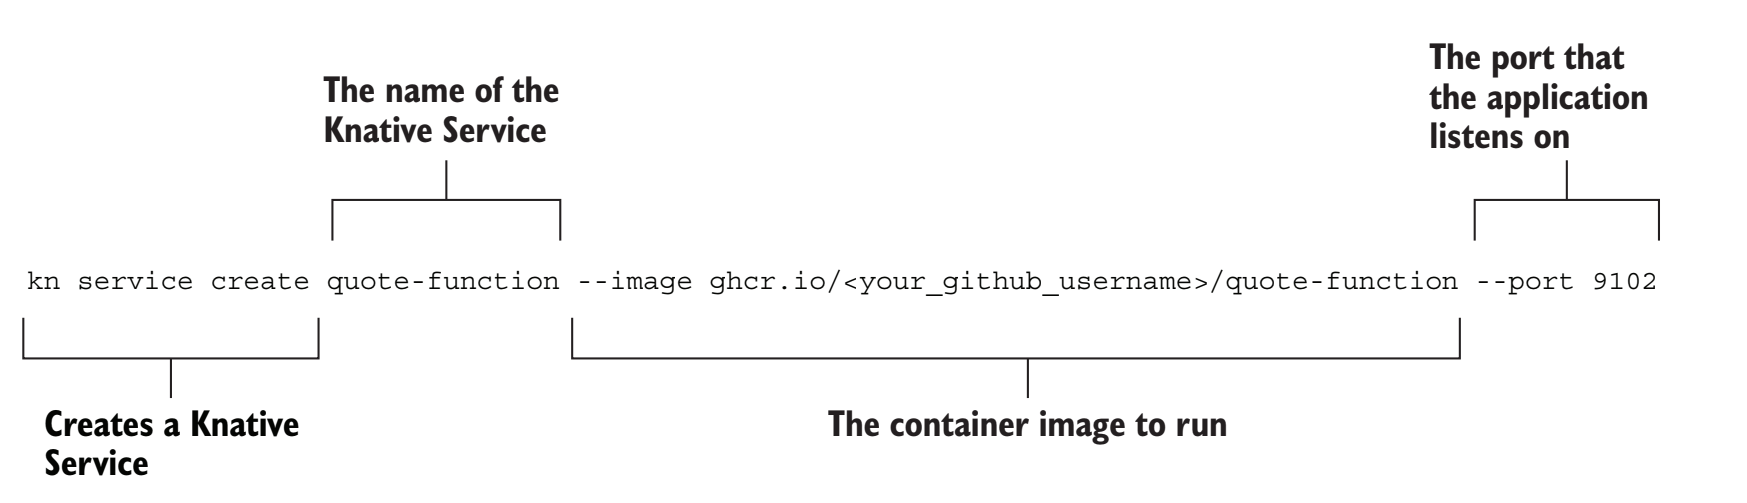 The port that
the application
listens on
The name of the
Knative Service
kn service create quote-function --image ghcr.io/<your_github_username>/quote-function --port 9102
Creates a Knative
Service
The container image to run